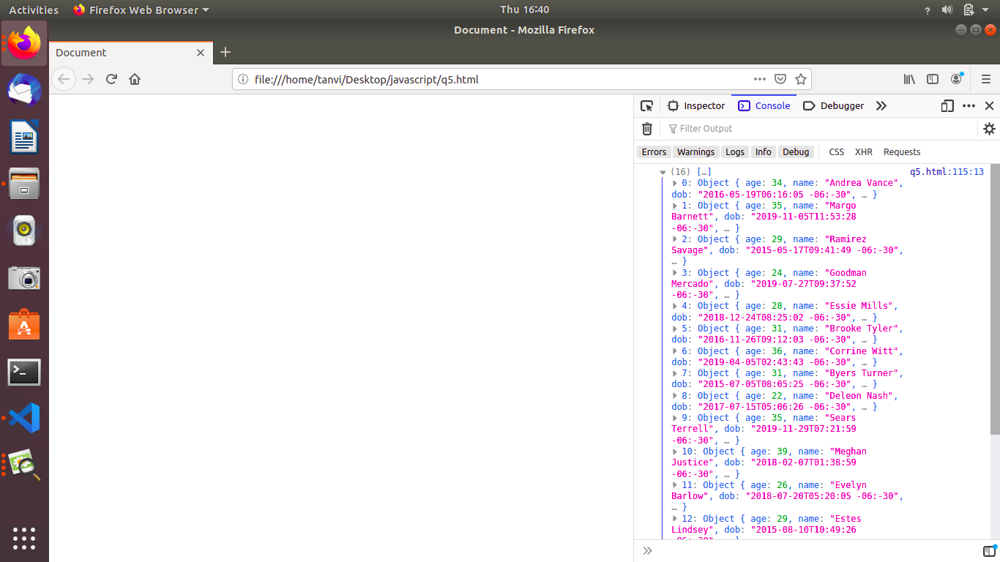 Activities Firefox Web Browser Thu 16:40 ?
Document - Mozilla Firefox
Document
file:///home/tanvi/Desktop/javascript/q5.html
Inspector Console Debugger
Filter Output
Errors Warnings Logs Info Debug CSS XHR Requests
(16) […] q5.html:115:13
0: Object { age: 34, name: "Andrea Vance",
dob: "2016-05-19T06:16:05 -06:-30", … }
1: Object { age: 35, name: "Margo
Barnett", dob: "2019-11-05T11:53:28
-06:-30", … }
2: Object { age: 29, name: "Ramirez
Savage", dob: "2015-05-17T09:41:49 -06:-30",
… }
3: Object { age: 24, name: "Goodman
Mercado", dob: "2019-07-27T09:37:52
-06:-30", … }
4: Object { age: 28, name: "Essie Mills",
dob: "2018-12-24T08:25:02 -06:-30", … }
5: Object { age: 31, name: "Brooke Tyler",
dob: "2016-11-26T09:12:03 -06:-30", … }
6: Object { age: 36, name: "Corrine Witt",
dob: "2019-04-05T02:43:43 -06:-30", … }
7: Object { age: 31, name: "Byers Turner",
dob: "2015-07-05T08:05:25 -06:-30", … }
8: Object { age: 22, name: "Deleon Nash",
dob: "2017-07-15T05:06:26 -06:-30", … }
9: Object { age: 35, name: "Sears
Terrell", dob: "2019-11-29T07:21:59
-06:-30", … }
10: Object { age: 39, name: "Meghan
Justice", dob: "2018-02-07T01:38:59
-06:-30", … }
11: Object { age: 26, name: "Evelyn
Barlow", dob: "2018-07-20T05:20:05 -06:-30",
… }
12: Object { age: 29, name: "Estes
Lindsey", dob: "2015-08-10T10:49:26